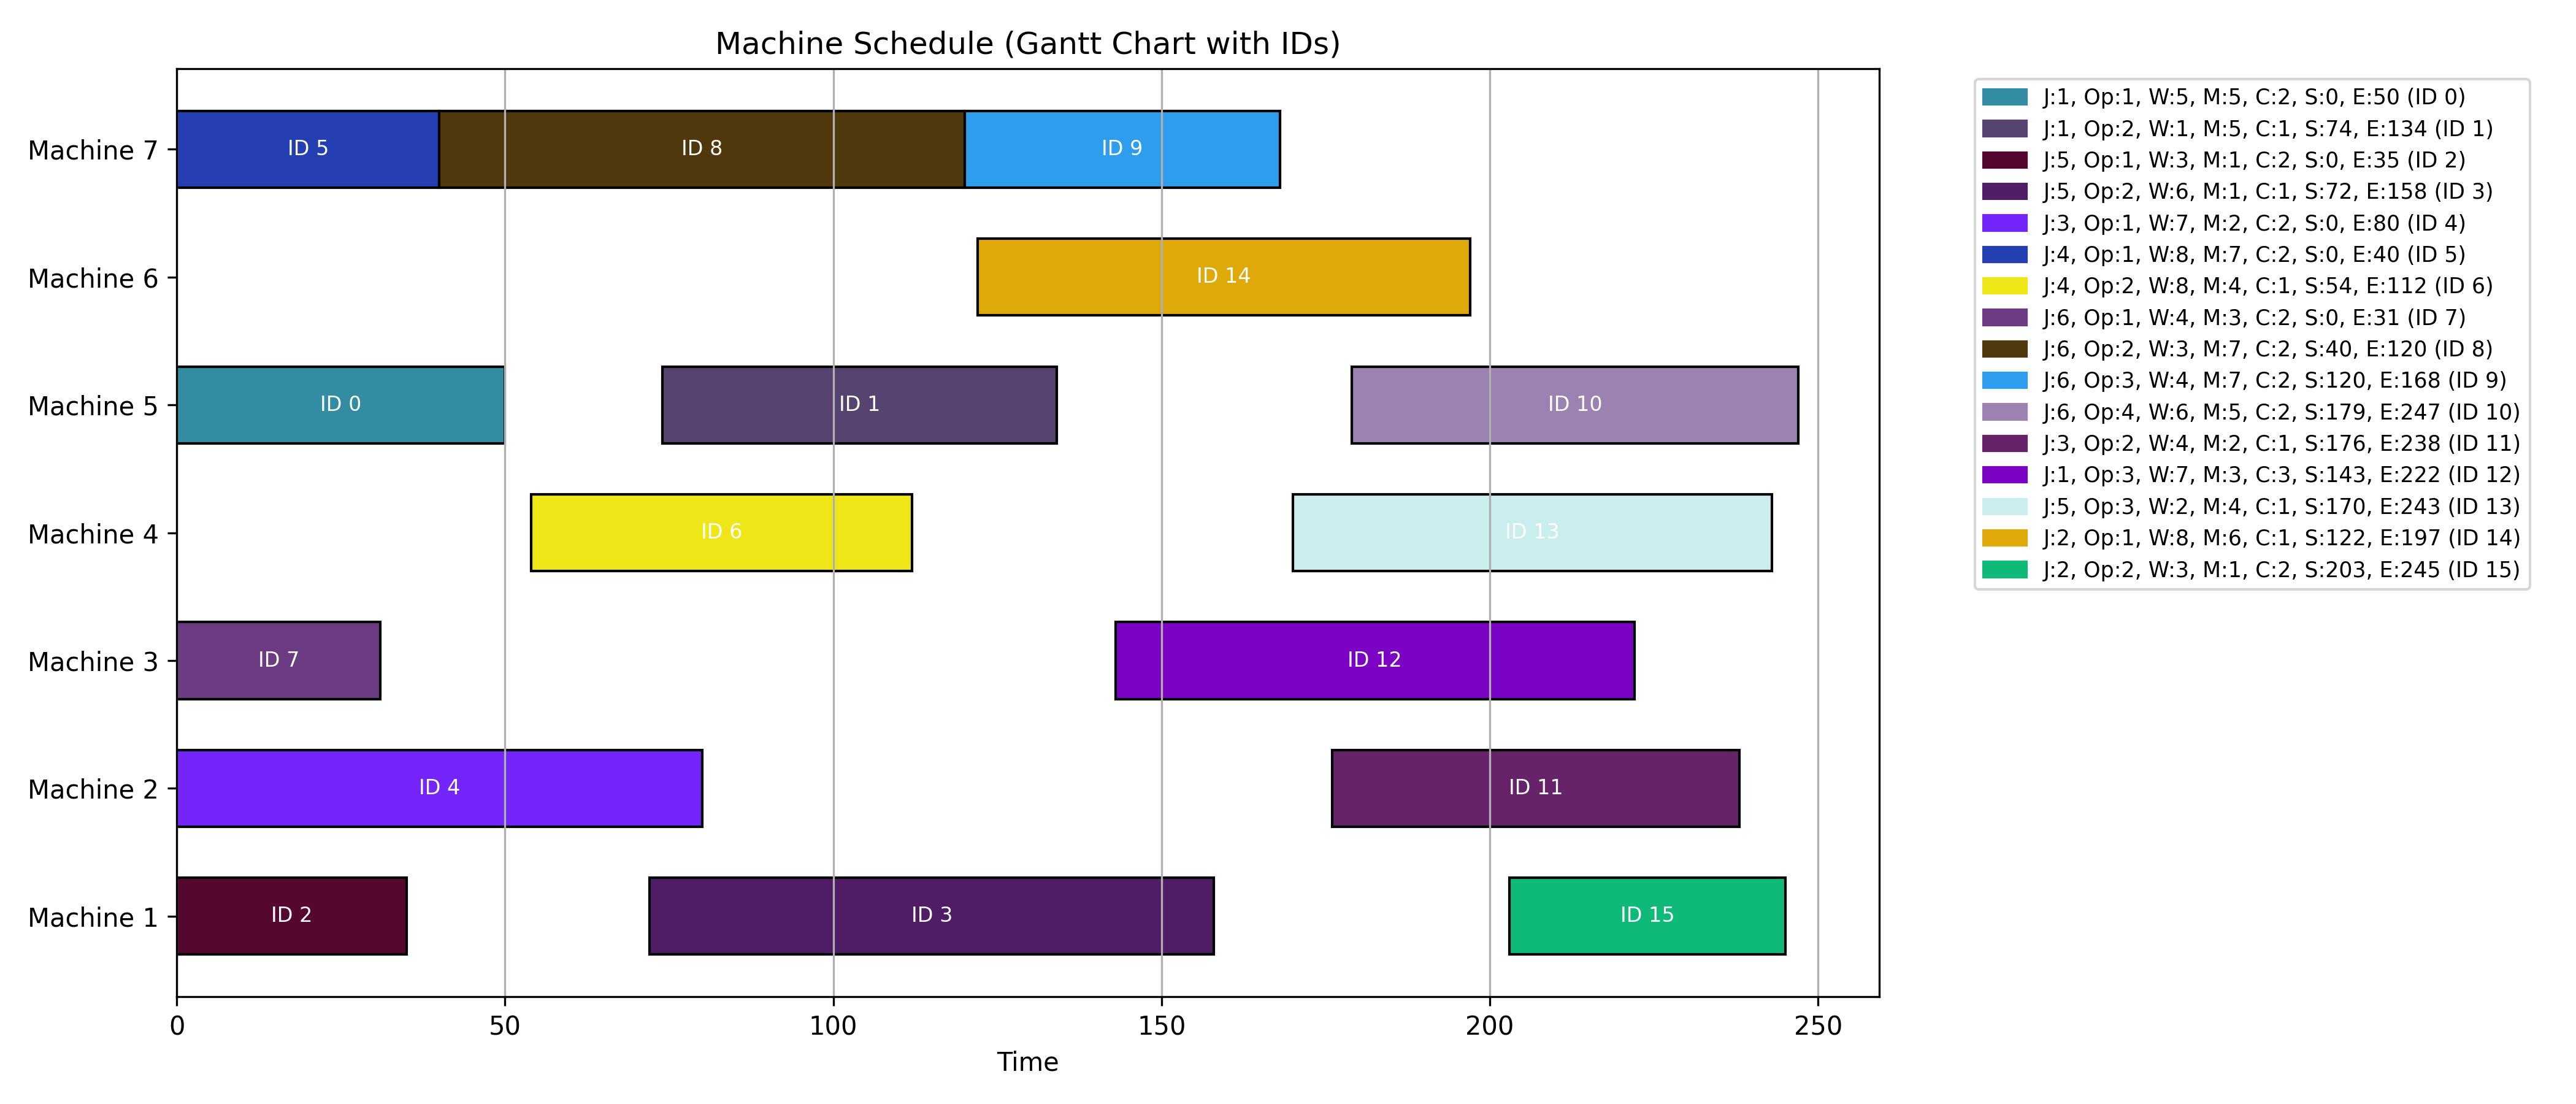 Machine Schedule (Gantt Chart with IDs)
Machine 7
ID 5
ID 8
ID 9
Machine 6
ID 14
Machine 5
ID 0
ID 1
ID 10
Machine 4
ID 6
ID 13
Machine 3
ID 7
ID 12
Machine 2
ID 4
ID 11
Machine 1
ID 2
ID 3
ID 15
0 50 100 150 200 250
Time
J:1, Op:1, W:5, M:5, C:2, S:0, E:50 (ID 0)
J:1, Op:2, W:1, M:5, C:1, S:74, E:134 (ID 1)
J:5, Op:1, W:3, M:1, C:2, S:0, E:35 (ID 2)
J:5, Op:2, W:6, M:1, C:1, S:72, E:158 (ID 3)
J:3, Op:1, W:7, M:2, C:2, S:0, E:80 (ID 4)
J:4, Op:1, W:8, M:7, C:2, S:0, E:40 (ID 5)
J:4, Op:2, W:8, M:4, C:1, S:54, E:112 (ID 6)
J:6, Op:1, W:4, M:3, C:2, S:0, E:31 (ID 7)
J:6, Op:2, W:3, M:7, C:2, S:40, E:120 (ID 8)
J:6, Op:3, W:4, M:7, C:2, S:120, E:168 (ID 9)
J:6, Op:4, W:6, M:5, C:2, S:179, E:247 (ID 10)
J:3, Op:2, W:4, M:2, C:1, S:176, E:238 (ID 11)
J:1, Op:3, W:7, M:3, C:3, S:143, E:222 (ID 12)
J:5, Op:3, W:2, M:4, C:1, S:170, E:243 (ID 13)
J:2, Op:1, W:8, M:6, C:1, S:122, E:197 (ID 14)
J:2, Op:2, W:3, M:1, C:2, S:203, E:245 (ID 15)